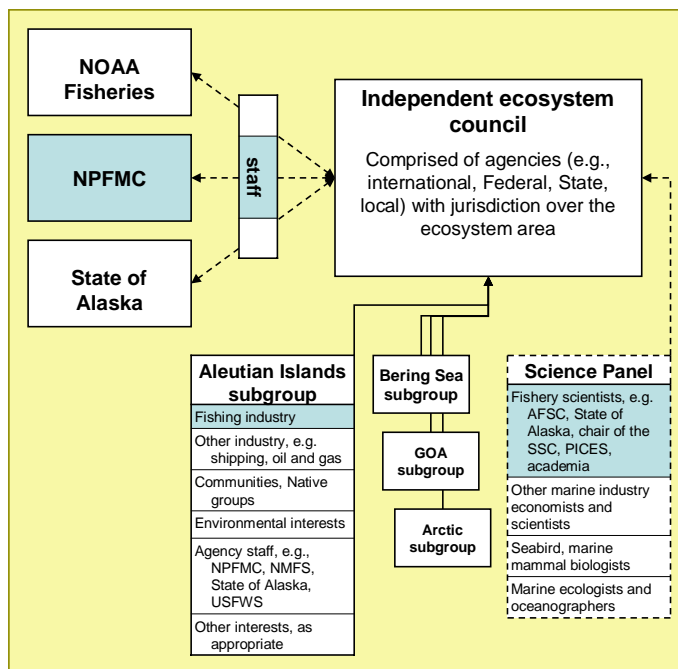 NOAA
Fisheries
NPFMC
State of
Alaska
staff
Independent ecosystem
council
Comprised of agencies (e.g.,
international, Federal, State,
local) with jurisdiction over the
ecosystem area
Aleutian Islands
subgroup
Fishing industry
Other industry, e.g.
shipping, oil and gas
Communities, Native
groups
Environmental interests
Agency staff, e.g.,
NPFMC, NMFS,
State of Alaska,
USFWS
Other interests, as
appropriate
Bering Sea
subgroup
GOA
subgroup
Arctic
subgroup
Science Panel
Fishery scientists, e.g.
AFSC, State of
Alaska, chair of the
SSC, PICES,
academia
Other marine industry
economists and
scientists
Seabird, marine
mammal biologists
Marine ecologists and
oceanographers